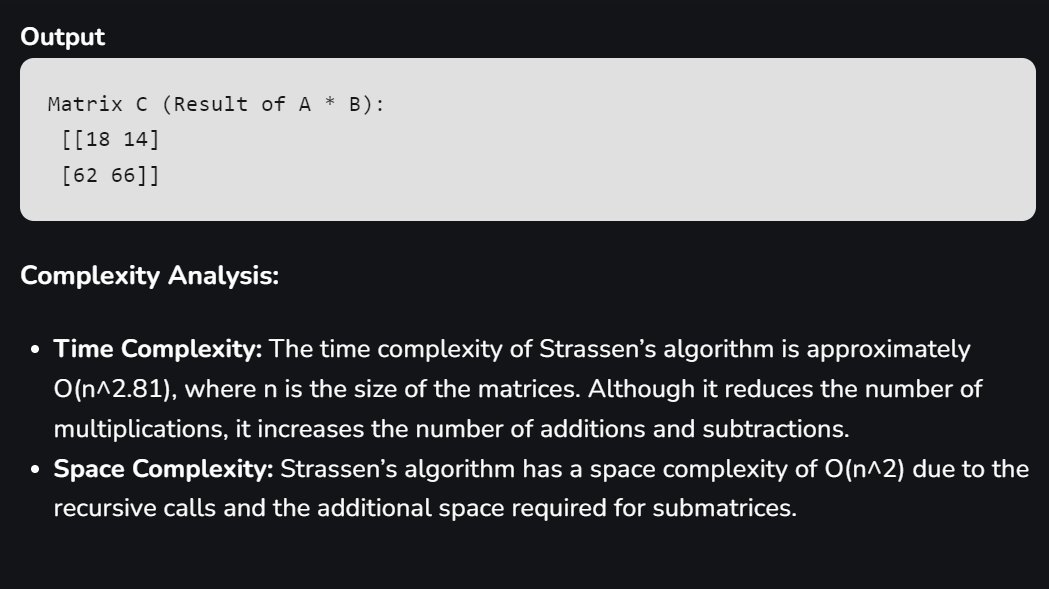 Output
Matrix C (Result of A * B):
[[18 14]
[62 66]]
Complexity Analysis:
• Time Complexity: The time complexity of Strassen’s algorithm is approximately
O(n^2.81), where n is the size of the matrices. Although it reduces the number of
multiplications, it increases the number of additions and subtractions.
• Space Complexity: Strassen’s algorithm has a space complexity of O(n^2) due to the
recursive calls and the additional space required for submatrices.